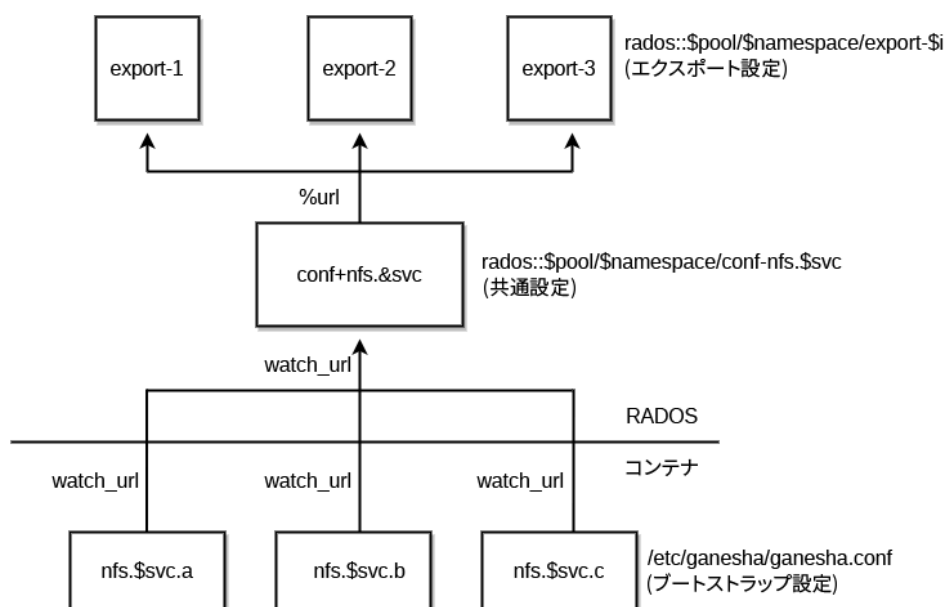 export-1
export-2
export-3
rados::$pool/$namespace/export-$i
(エクスポート設定)
%url
conf+nfs.&svc
rados::$pool/$namespace/conf-nfs.$svc
(共通設定)
watch_url
RADOS
コンテナ
watch_url
watch_url
watch_url
nfs.$svc.a
nfs.$svc.b
nfs.$svc.c
/etc/ganesha/ganesha.conf
(ブートストラップ設定)